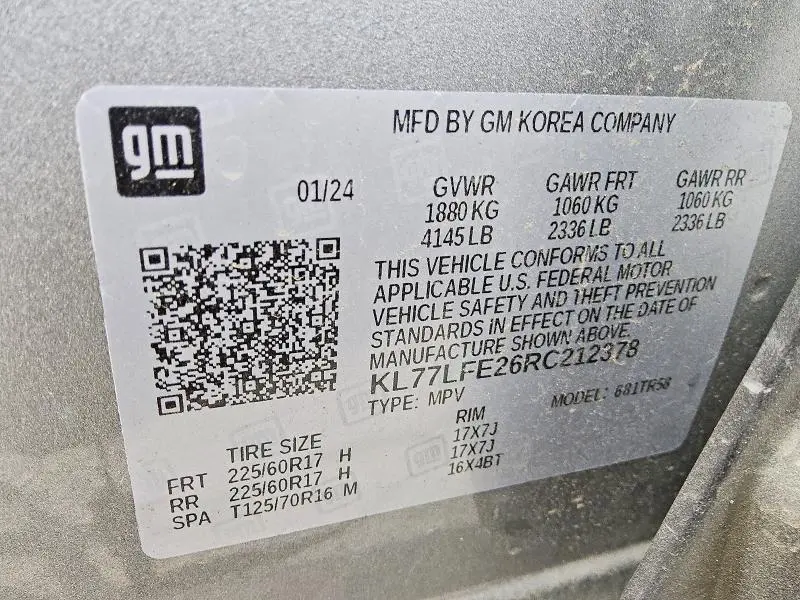 gm
MFD BY GM KOREA COMPANY
01/24
GVWR GAWR FRT GAWR RR
1880 KG 1060 KG 1060 KG
4145 LB 2336 LB 2336 LB
THIS VEHICLE CONFORMS TO ALL
APPLICABLE U.S. FEDERAL MOTOR
VEHICLE SAFETY AND THEFT PREVENTION
STANDARDS IN EFFECT ON THE DATE OF
MANUFACTURE SHOWN ABOVE.
KL77LFE26RC212378
TYPE: MPV MODEL: 681TR58
TIRE SIZE RIM
FRT 225/60R17 H 17X7J
RR 225/60R17 H 17X7J
SPA T125/70R16 M 16X4BT